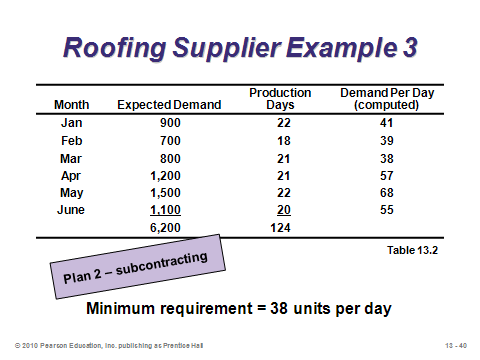 Roofing Supplier Example 3
Production Demand Per Day
Month Expected Demand Days (computed)
Jan 900 22 41
Feb 700 18 39
Mar 800 21 38
Apr 1,200 21 57
May 1,500 22 68
June 1,100 20 55
6,200 124
Table 13.2
Plan 2 – subcontracting
Minimum requirement = 38 units per day
© 2010 Pearson Education, Inc. publishing as Prentice Hall 13 - 40